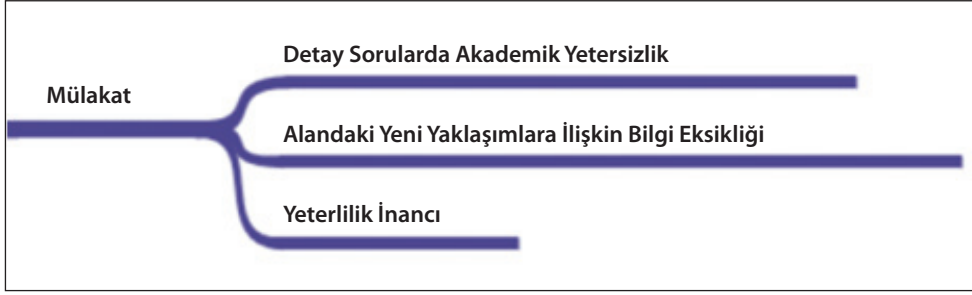 Detay Sorularda Akademik Yetersizlik
Mülakat
Alandaki Yeni Yaklaşımlara İlişkin Bilgi Eksikliği
Yeterlilik İnancı